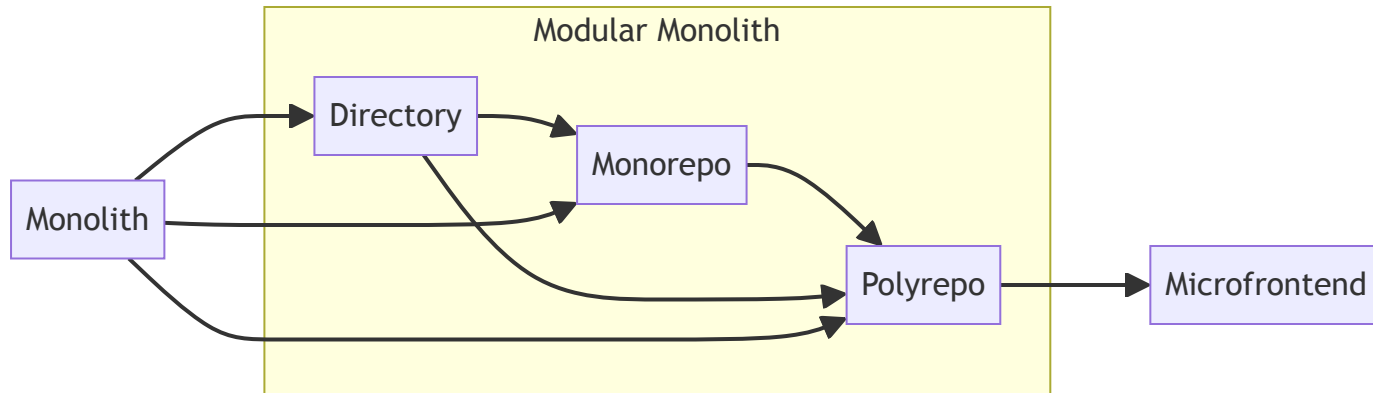 Modular Monolith
Directory
Monorepo
Monolith
Polyrepo
Microfrontend